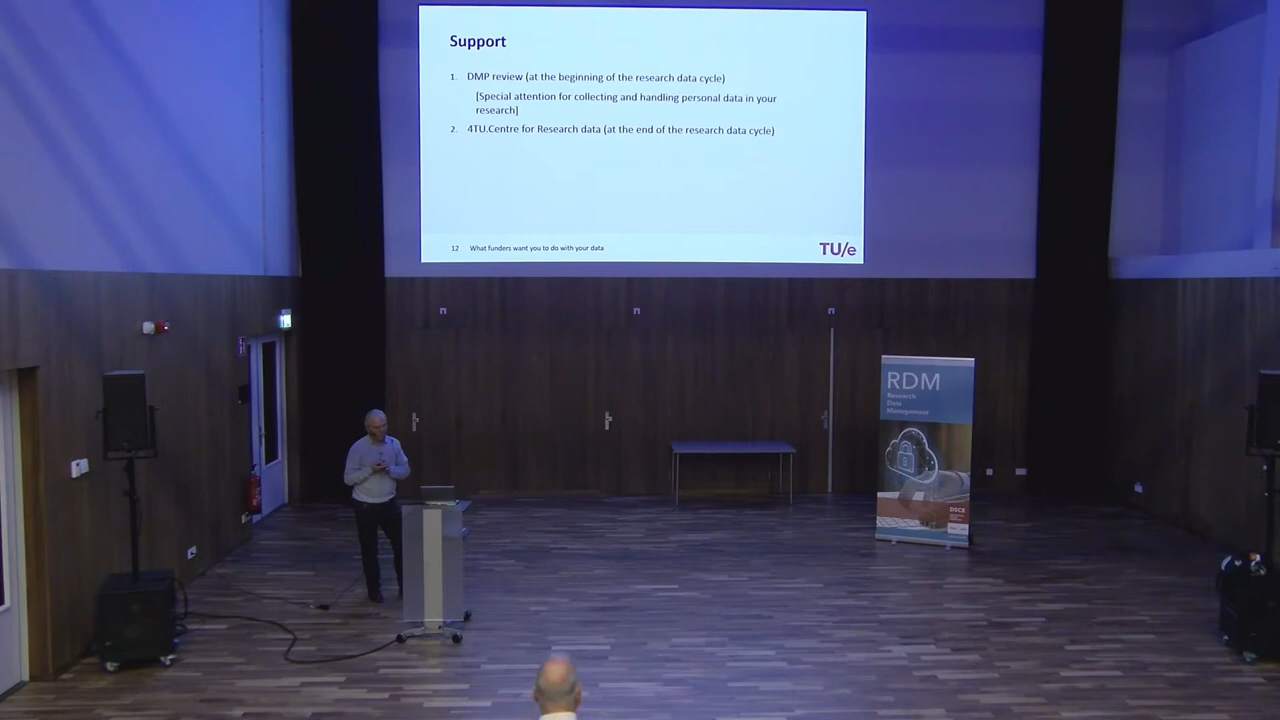 Support
1. DMP review (at the beginning of the research data cycle)
[Special attention for collecting and handling personal data in your
research]
2. 4TU.Centre for Research data (at the end of the research data cycle)
12 What funders want you to do with your data
TU/e
RDM
Research
Data
Management
DSCE